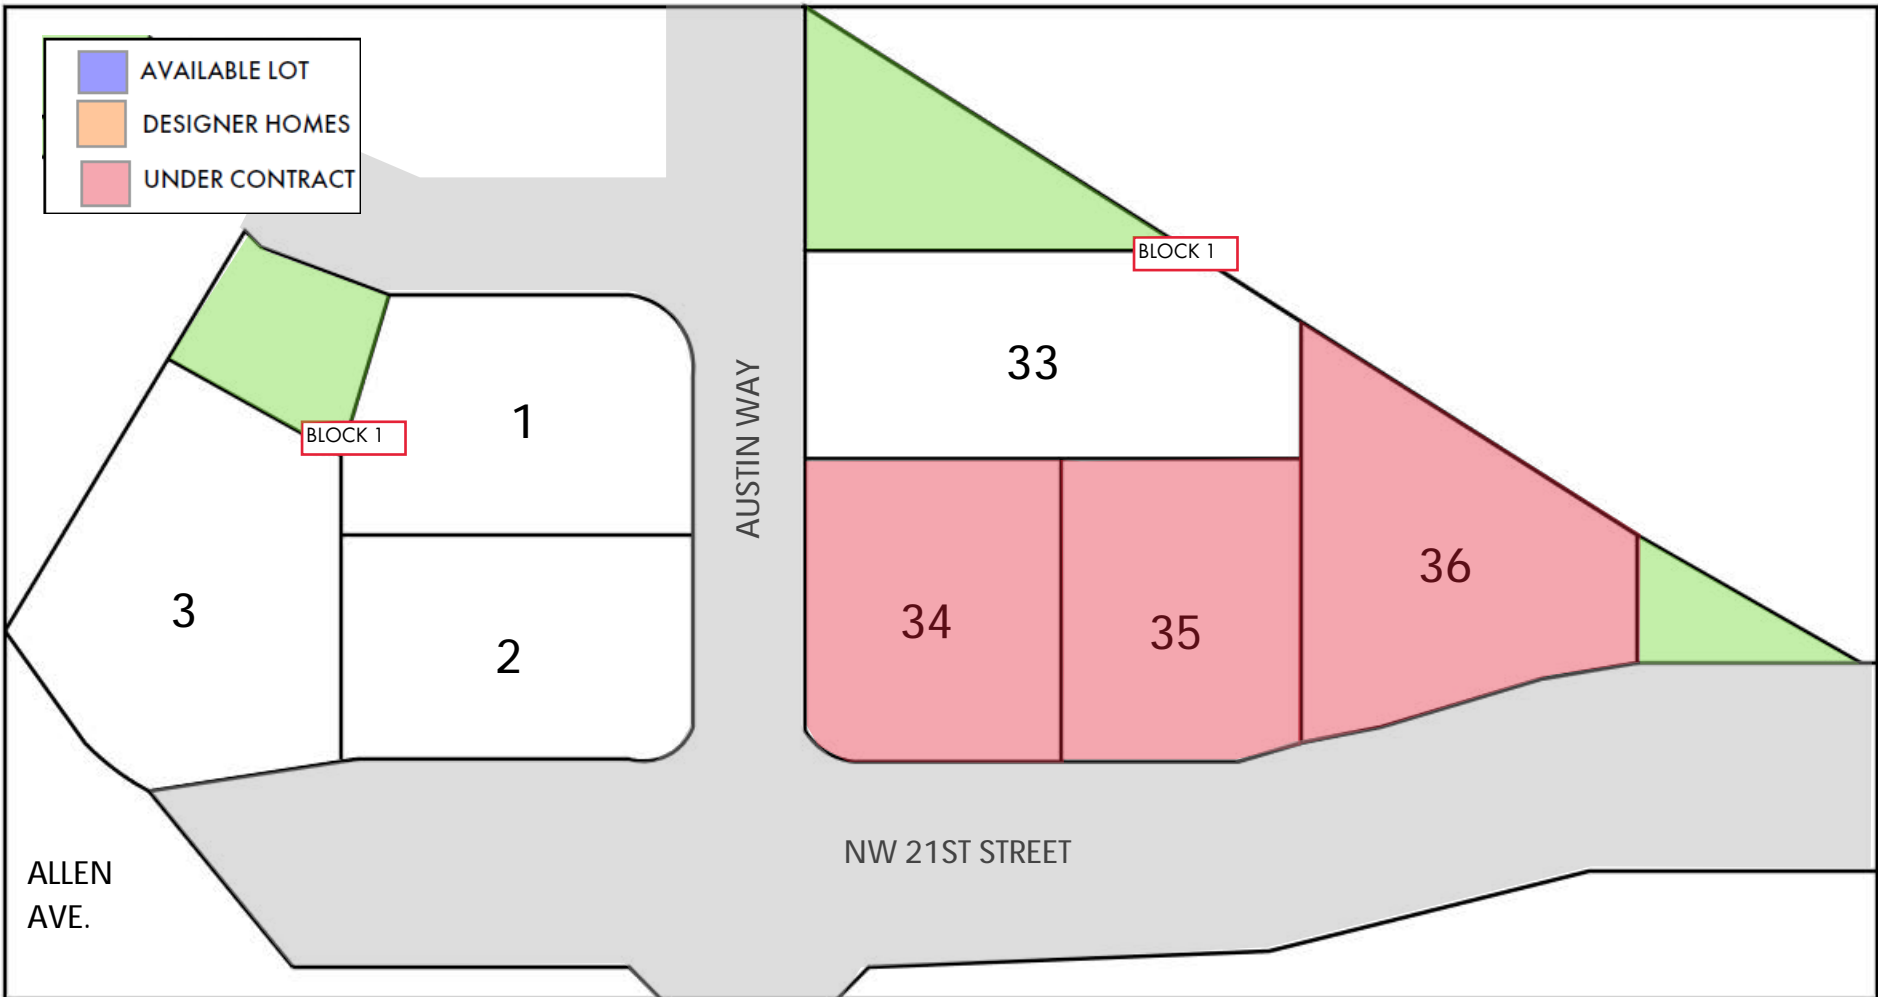 AVAILABLE LOT
DESIGNER HOMES
UNDER CONTRACT
BLOCK 1
33
1
BLOCK 1
AUSTIN WAY
36
3
34
35
2
NW 21ST STREET
ALLEN
AVE.